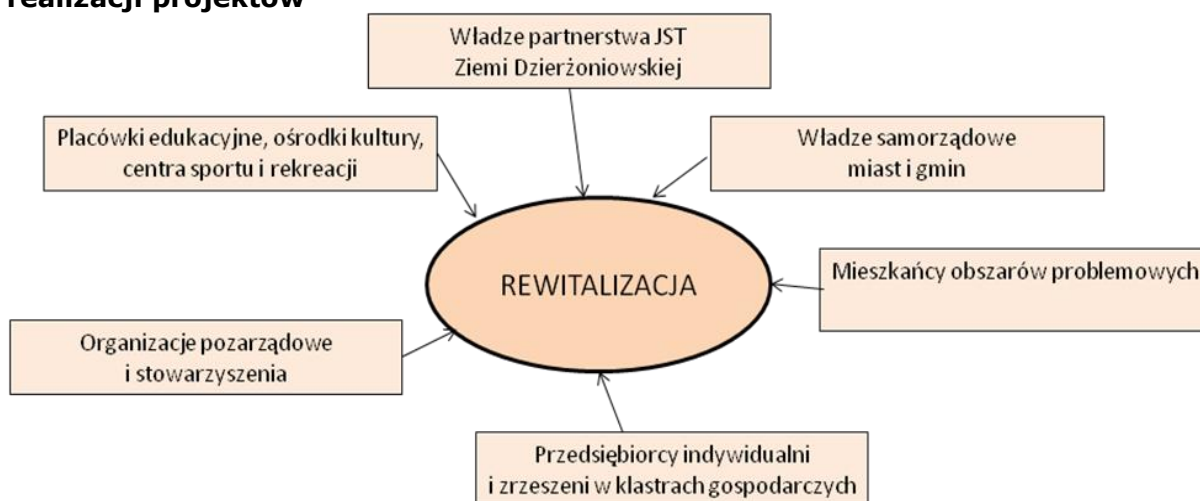 realizacji projektów
Władze partnerstwa JST
Ziemi Dzierżoniowskiej
Placówki edukacyjne, ośrodki kultury,
centra sportu i rekreacji
Władze samorządowe
miast i gmin
REWITALIZACJA
Mieszkańcy obszarów problemowych
Organizacje pozarządowe
i stowarzyszenia
Przedsiębiorcy indywidualni
i zrzeszeni w klastrach gospodarczych